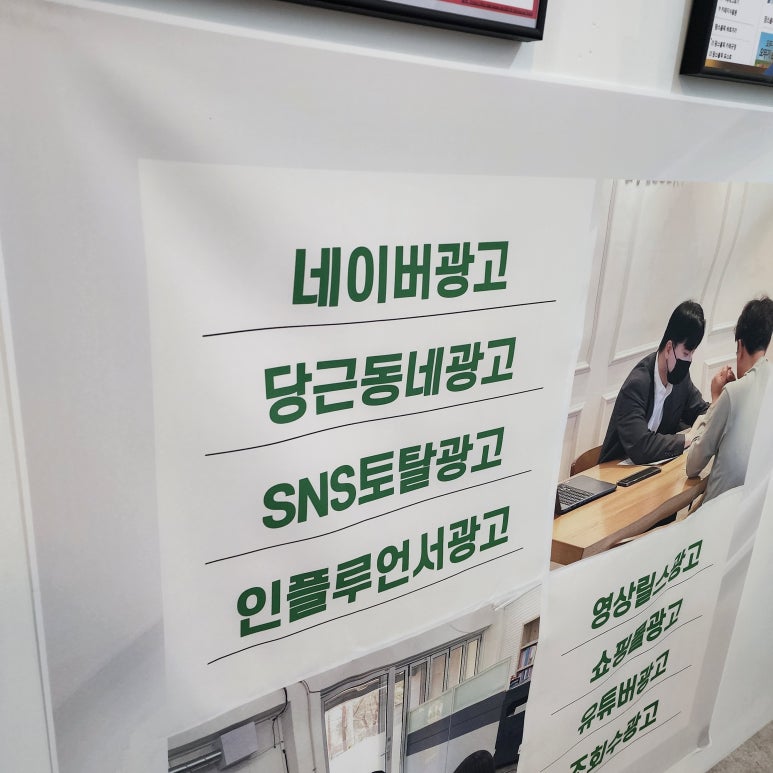 네이버광고
당근동네광고
SNS토탈광고
인플루언서광고
영상릴스광고
쇼핑몰광고
유튜버광고
조회수광고